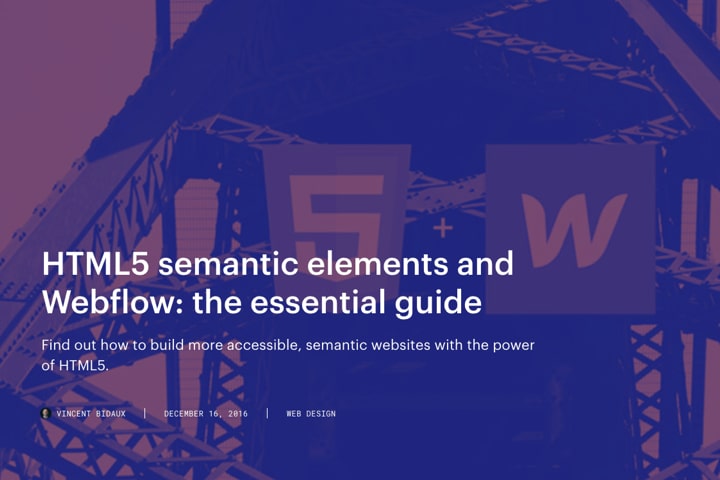 5
+
W
HTML5 semantic elements and
Webflow: the essential guide
Find out how to build more accessible, semantic websites with the power
of HTML5.
VINCENT BIDAUX | DECEMBER 16, 2016 | WEB DESIGN